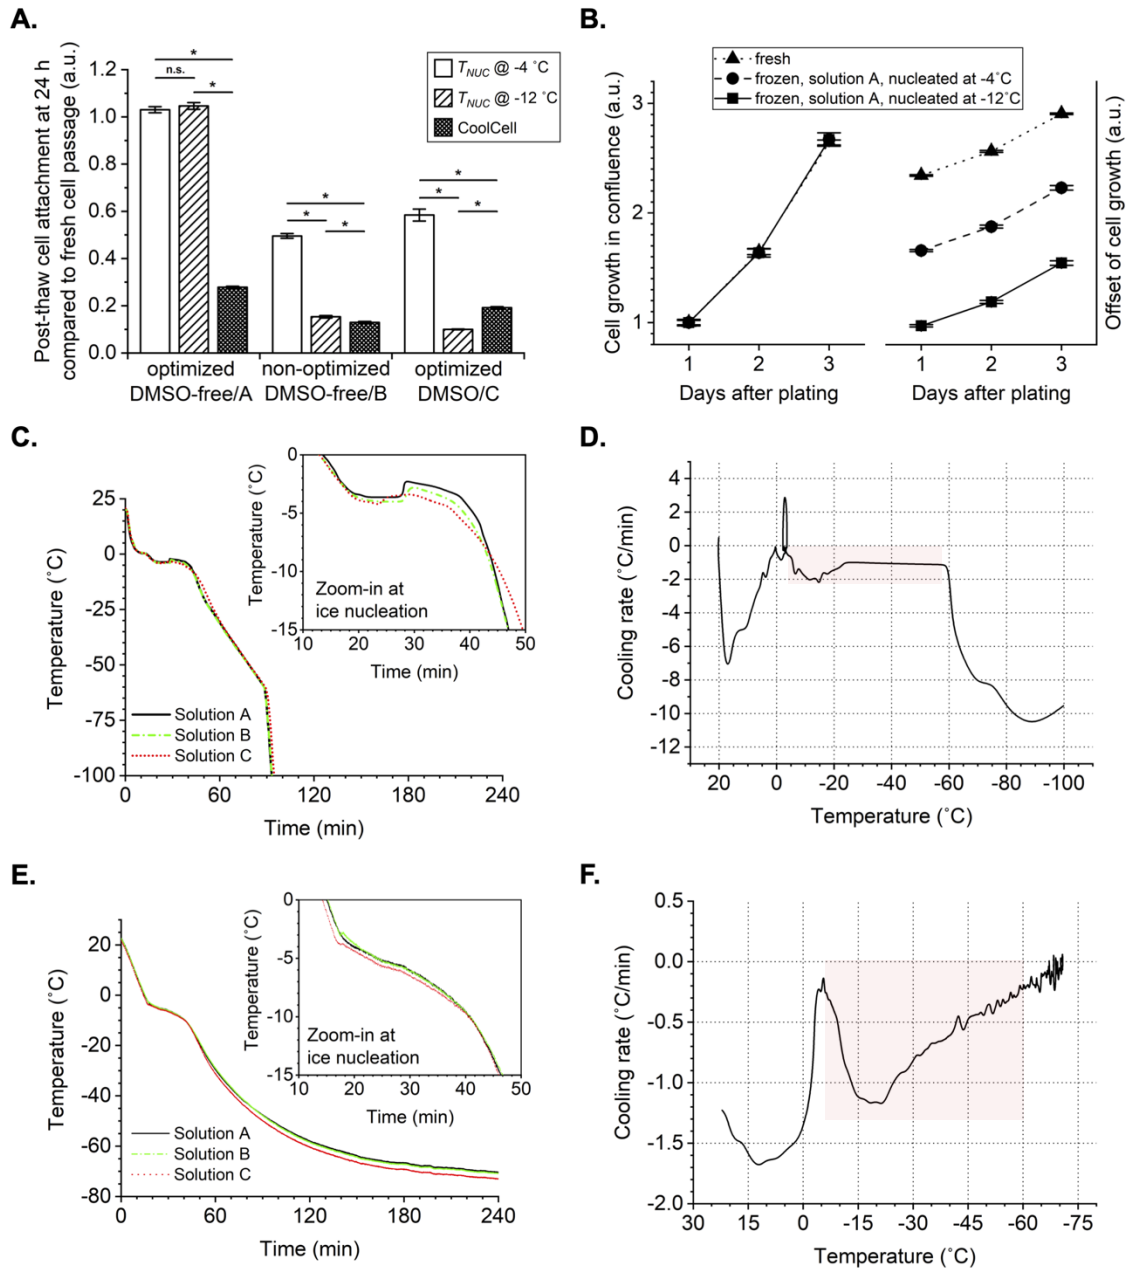 A.
Post-thaw cell attachment at 24 h
compared to fresh cell passage (a.u.)
1.2
1.0
0.8
0.6
0.4
0.2
0.0
*
n.s.
*
*
*
*
*
*
*
T_NUC @ -4 ˚C
T_NUC @ -12 ˚C
CoolCell
optimized
DMSO-free/A
non-optimized
DMSO-free/B
optimized
DMSO/C
B.
fresh
frozen, solution A, nucleated at -4˚C
frozen, solution A, nucleated at -12˚C
Cell growth in confluence (a.u.)
3
2
1
1 2 3
Days after plating
1 2 3
Days after plating
Offset of cell growth (a.u.)
C.
Temperature (˚C)
25
0
-25
-50
-75
-100
0 60 120 180 240
Time (min)
Solution A
Solution B
Solution C
Temperature (˚C)
0
-5
-10
-15
10 20 30 40 50
Time (min)
Zoom-in at
ice nucleation
D.
Cooling rate (˚C/min)
4
2
0
-2
-4
-6
-8
-10
-12
20 0 -20 -40 -60 -80 -100
Temperature (˚C)
E.
Temperature (˚C)
20
0
-20
-40
-60
-80
0 60 120 180 240
Time (min)
Solution A
Solution B
Solution C
Temperature (˚C)
0
-5
-10
-15
10 20 30 40 50
Time (min)
Zoom-in at
ice nucleation
F.
Cooling rate (˚C/min)
0.5
0.0
-0.5
-1.0
-1.5
-2.0
30 15 0 -15 -30 -45 -60 -75
Temperature (˚C)